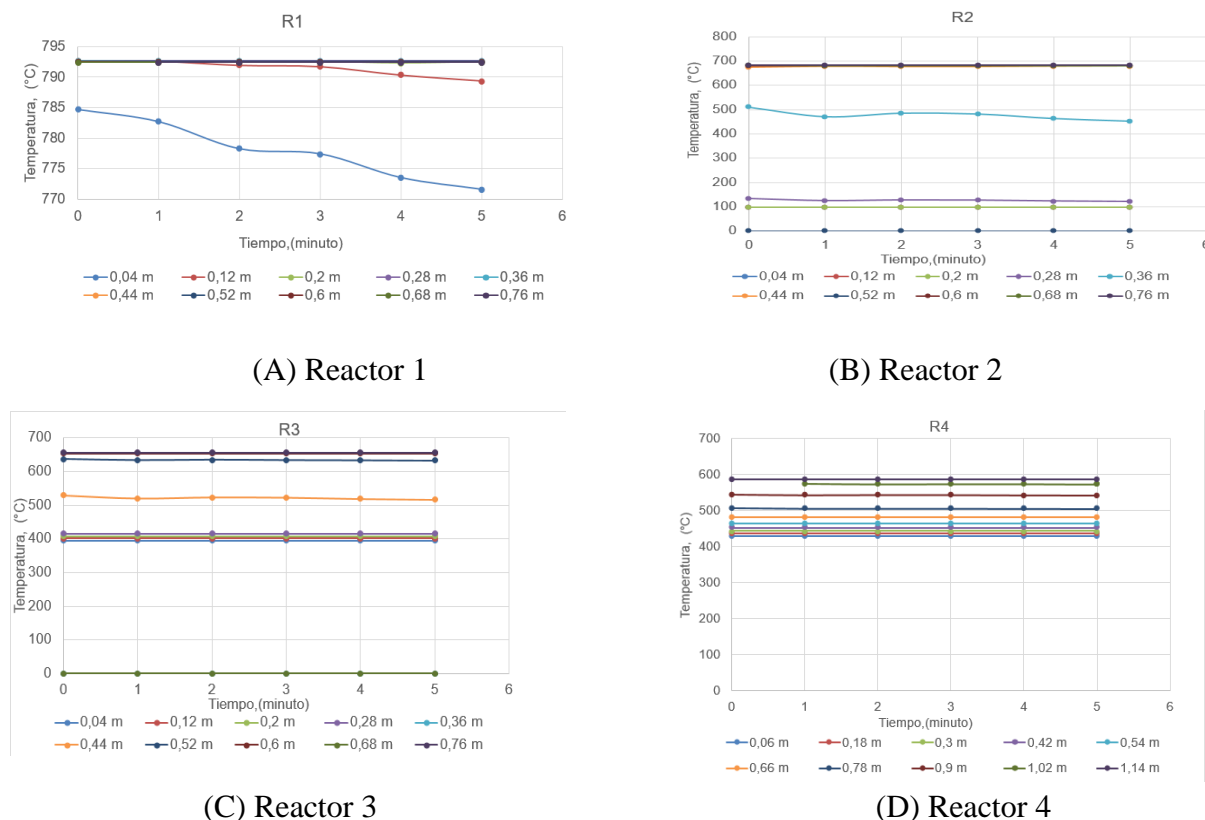 R1
Temperatura, (°C)
795
790
785
780
775
770
0 1 2 3 4 5 6
Tiempo,(minuto)
0,04 m 0,12 m 0,2 m 0,28 m 0,36 m
0,44 m 0,52 m 0,6 m 0,68 m 0,76 m
(A) Reactor 1
R2
Temperatura, (°C)
800
700
600
500
400
300
200
100
0
0 1 2 3 4 5 6
Tiempo,(minuto)
0,04 m 0,12 m 0,2 m 0,28 m 0,36 m
0,44 m 0,52 m 0,6 m 0,68 m 0,76 m
(B) Reactor 2
R3
Temperatura, (°C)
700
600
500
400
300
200
100
0
0 1 2 3 4 5 6
Tiempo,(minuto)
0,04 m 0,12 m 0,2 m 0,28 m 0,36 m
0,44 m 0,52 m 0,6 m 0,68 m 0,76 m
(C) Reactor 3
R4
Temperatura, (°C)
700
600
500
400
300
200
100
0
0 1 2 3 4 5 6
Tiempo,(minuto)
0,06 m 0,18 m 0,3 m 0,42 m 0,54 m
0,66 m 0,78 m 0,9 m 1,02 m 1,14 m
(D) Reactor 4